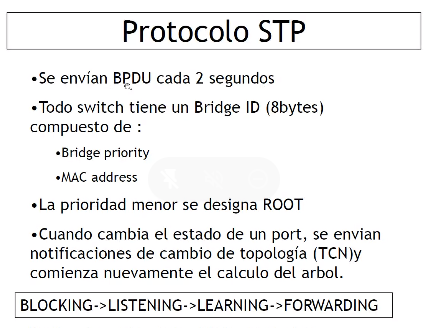 Protocolo STP
•Se envían BPDU cada 2 segundos
•Todo switch tiene un Bridge ID (8bytes)
compuesto de :
•Bridge priority
•MAC address
•La prioridad menor se designa ROOT
•Cuando cambia el estado de un port, se envian
notificaciones de cambio de topología (TCN)y
comienza nuevamente el calculo del arbol.
BLOCKING->LISTENING->LEARNING->FORWARDING